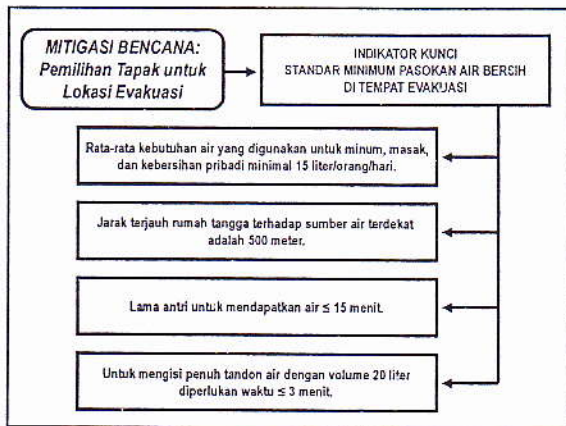 MITIGASI BENCANA:
Pemilihan Tapak untuk
Lokasi Evakuasi
INDIKATOR KUNCI
STANDAR MINIMUM PASOKAN AIR BERSIH
DI TEMPAT EVAKUASI
Rata-rata kebutuhan air yang digunakan untuk minum, masak,
dan kebersihan pribadi minimal 15 liter/orang/hari.
Jarak terjauh rumah tangga terhadap sumber air terdekat
adalah 500 meter.
Lama antri untuk mendapatkan air ≤ 15 menit.
Untuk mengisi penuh tandon air dengan volume 20 liter
diperlukan waktu ≤ 3 menit.